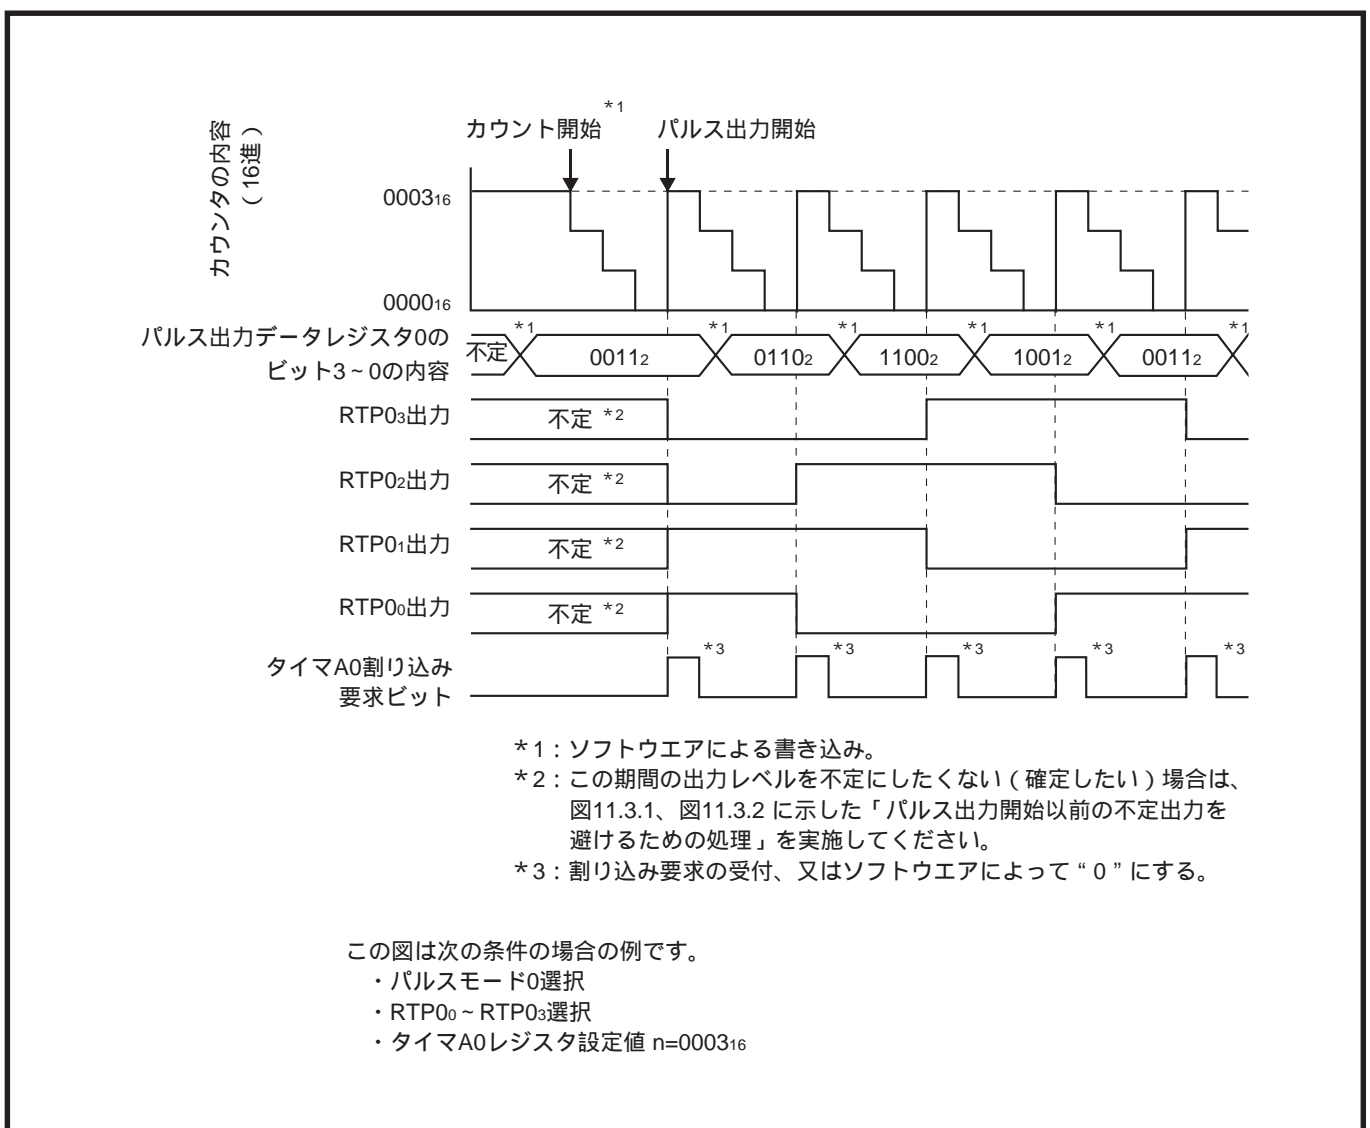 カウンタの内容
（16進）
カウント開始*1
パルス出力開始
000316
000016
パルス出力データレジスタ0の
ビット3~0の内容
不定
*1
00112
*1
01102
*1
11002
*1
10012
*1
00112
*1
RTP03出力
不定 *2
RTP02出力
不定 *2
RTP01出力
不定 *2
RTP00出力
不定 *2
タイマA0割り込み
要求ビット
*3
*3
*3
*3
*3
*1：ソフトウエアによる書き込み。
*2：この期間の出力レベルを不定にしたくない（確定したい）場合は、
図11.3.1、図11.3.2 に示した「パルス出力開始以前の不定出力を
避けるための処理」を実施してください。
*3：割り込み要求の受付、又はソフトウエアによって“0”にする。
この図は次の条件の場合の例です。
・パルスモード0選択
・RTP00~RTP03選択
・タイマA0レジスタ設定値 n=000316